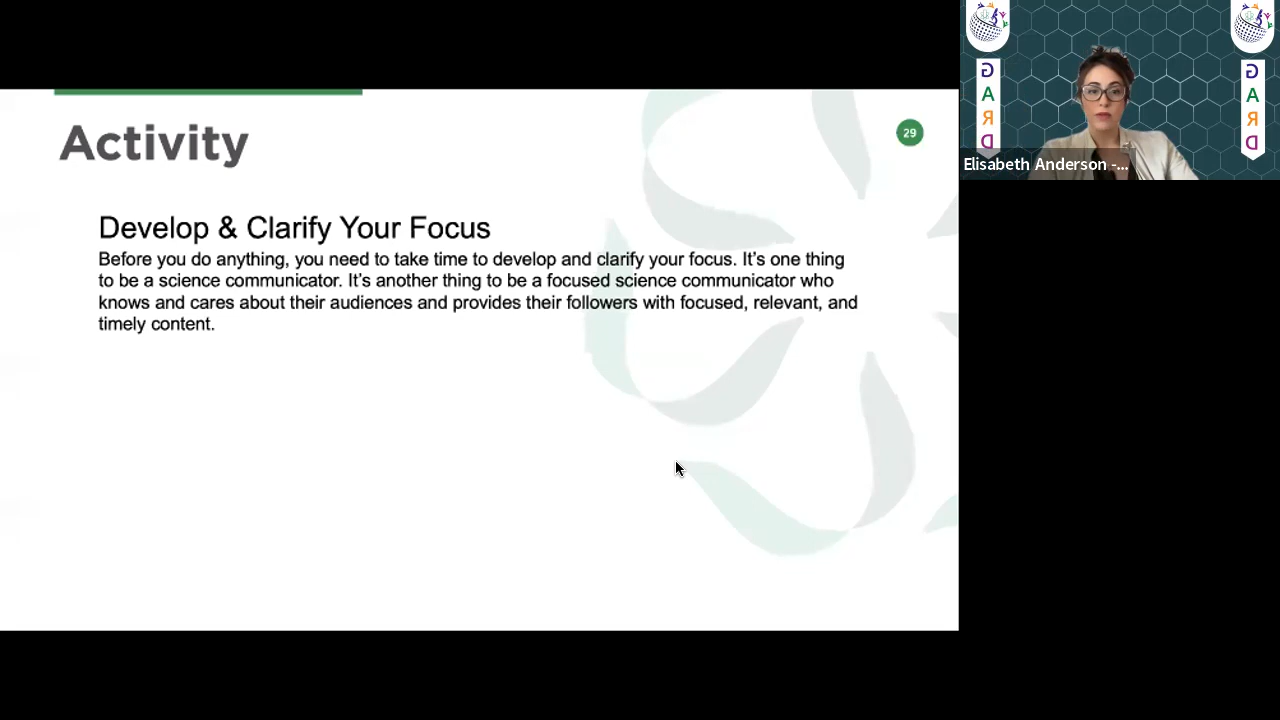 Activity
29
Develop & Clarify Your Focus
Before you do anything, you need to take time to develop and clarify your focus. It's one thing
to be a science communicator. It's another thing to be a focused science communicator who
knows and cares about their audiences and provides their followers with focused, relevant, and
timely content.
G
A
R
D
G
A
R
D
Elisabeth Anderson -...